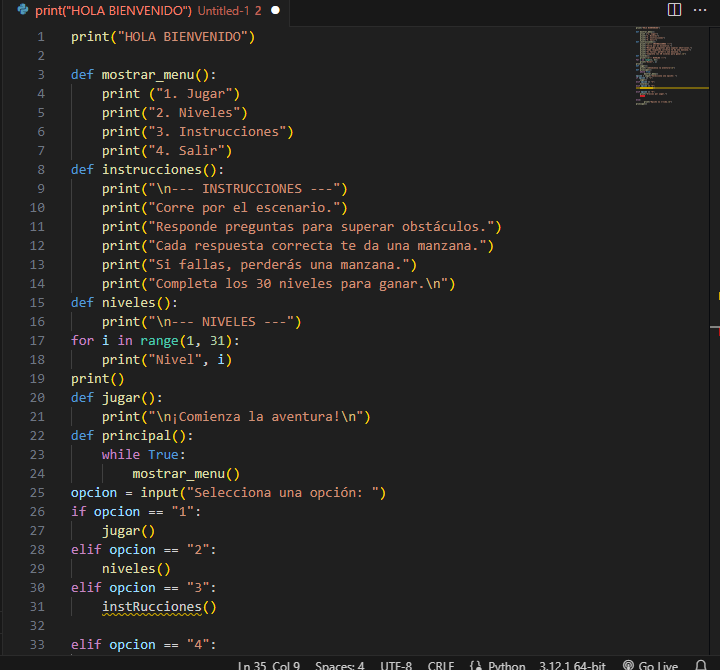 print("HOLA BIENVENIDO") Untitled-1 2
1 print("HOLA BIENVENIDO")
2
3 def mostrar_menu():
4     print ("1. Jugar")
5     print("2. Niveles")
6     print("3. Instrucciones")
7     print("4. Salir")
8 def instrucciones():
9     print("\n--- INSTRUCCIONES ---")
10     print("Corre por el escenario.")
11     print("Responde preguntas para superar obstáculos.")
12     print("Cada respuesta correcta te da una manzana.")
13     print("Si fallas, perderás una manzana.")
14     print("Completa los 30 niveles para ganar.\n")
15 def niveles():
16     print("\n--- NIVELES ---")
17 for i in range(1, 31):
18     print("Nivel", i)
19 print()
20 def jugar():
21     print("\n¡Comienza la aventura!\n")
22 def principal():
23     while True:
24         mostrar_menu()
25 opcion = input("Selecciona una opción: ")
26 if opcion == "1":
27     jugar()
28 elif opcion == "2":
29     niveles()
30 elif opcion == "3":
31     instRucciones()
32
33 elif opcion == "4":
Ln 35, Col 9 Spaces: 4 UTF-8 CRLF Python 3.12.1 64-bit Go Live